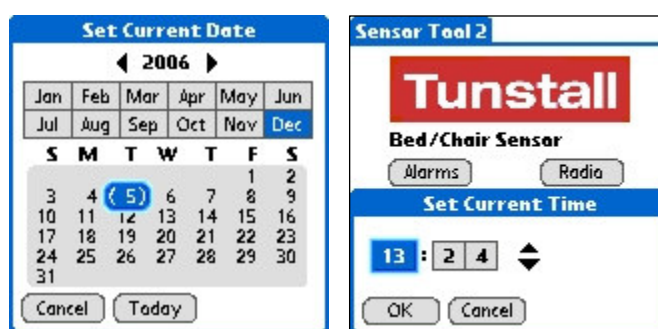 Set Current Date
2006
Jan Feb Mar Apr May Jun
Jul Aug Sep Oct Nov Dec
S M T W T F S
1 2
3 4 (5) 6 7 8 9
10 11 12 13 14 15 16
17 18 19 20 21 22 23
24 25 26 27 28 29 30
31
Cancel Today
Sensor Tool 2
Tunstall
Bed/Chair Sensor
Alarms Radio
Set Current Time
13 : 2 4
OK Cancel